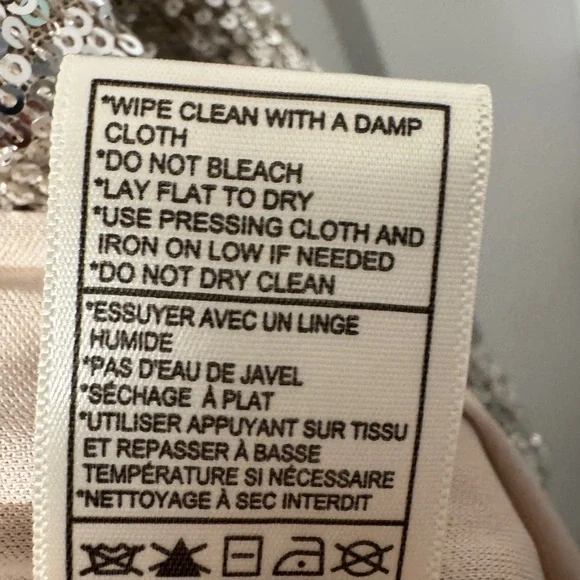 *WIPE CLEAN WITH A DAMP
CLOTH
*DO NOT BLEACH
*LAY FLAT TO DRY
*USE PRESSING CLOTH AND
IRON ON LOW IF NEEDED
*DO NOT DRY CLEAN
*ESSUYER AVEC UN LINGE
HUMIDE
*PAS D'EAU DE JAVEL
*SÉCHAGE À PLAT
*UTILISER APPUYANT SUR TISSU
ET REPASSER À BASSE
TEMPÉRATURE SI NÉCESSAIRE
*NETTOYAGE À SEC INTERDIT